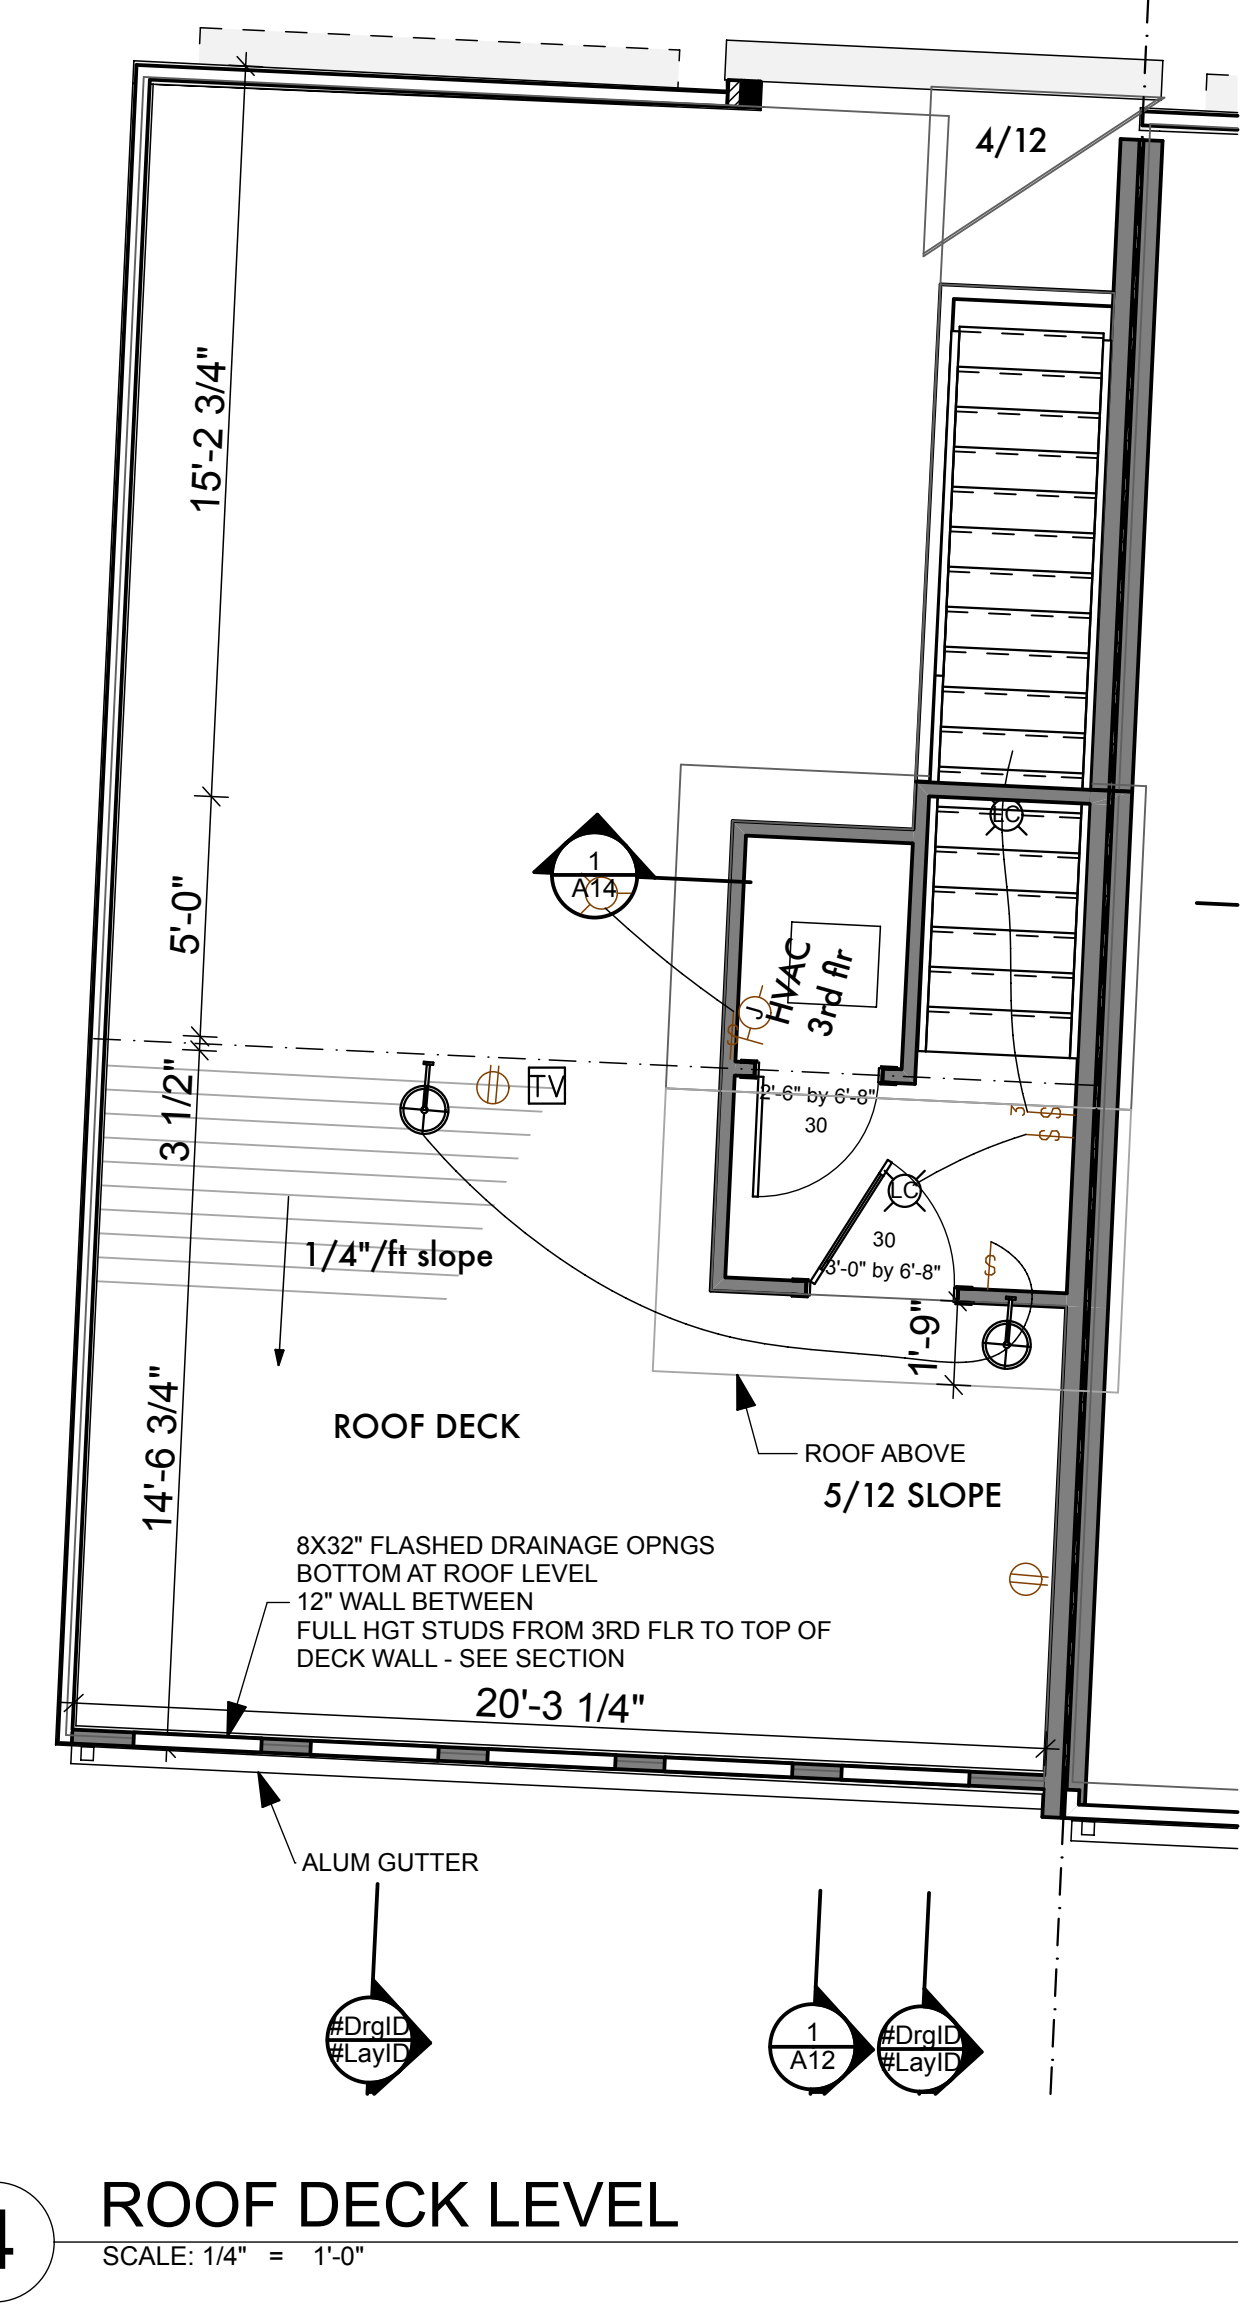 4/12
15'-2 3/4"
5'-0"
3 1/2"
14'-6 3/4"
LC
1
A14
HVAC
3rd flr
J
S
TV
2'-6" by 6'-8"
30
3 S
S
LC
30
3'-0" by 6'-8"
S
1'-9"
1/4"/ft slope
ROOF DECK
ROOF ABOVE
5/12 SLOPE
8X32" FLASHED DRAINAGE OPNGS
BOTTOM AT ROOF LEVEL
12" WALL BETWEEN
FULL HGT STUDS FROM 3RD FLR TO TOP OF
DECK WALL - SEE SECTION
20'-3 1/4"
ALUM GUTTER
#DrgID
#LayID
1
A12
#DrgID
#LayID
4
ROOF DECK LEVEL
SCALE: 1/4" = 1'-0"